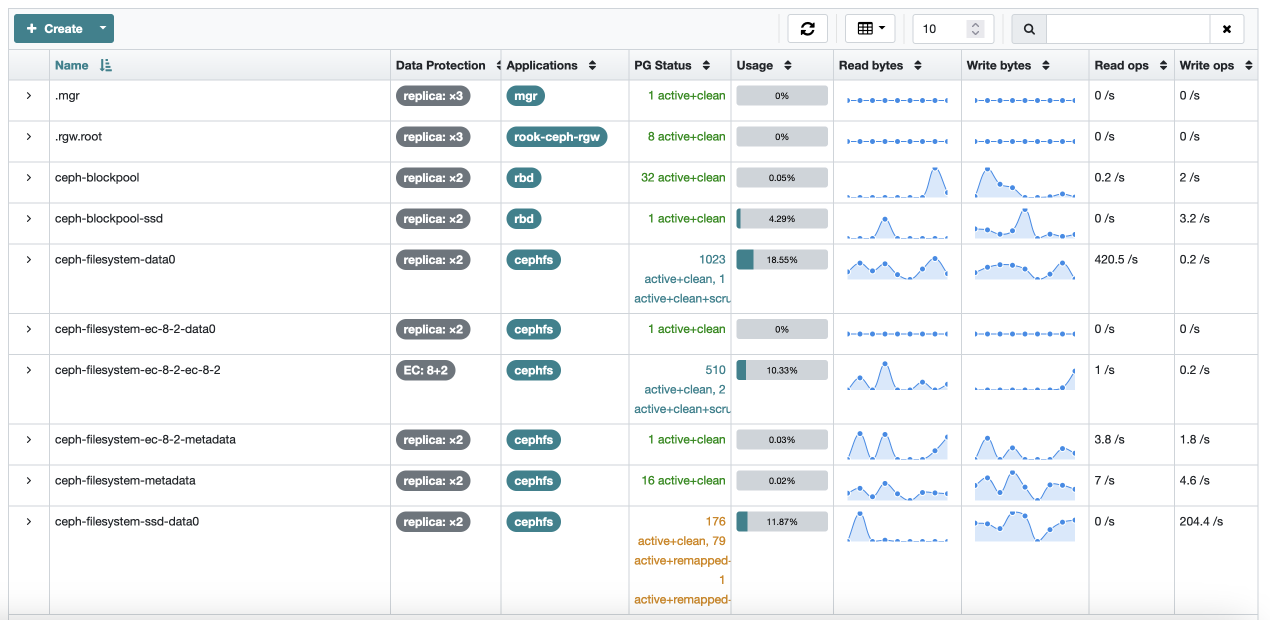 Create
10
Name Data Protection Applications PG Status Usage Read bytes Write bytes Read ops Write ops
.mgr replica: ×3 mgr 1 active+clean 0% 0 /s 0 /s
.rgw.root replica: ×3 rook-ceph-rgw 8 active+clean 0% 0 /s 0 /s
ceph-blockpool replica: ×2 rbd 32 active+clean 0.05% 0.2 /s 2 /s
ceph-blockpool-ssd replica: ×2 rbd 1 active+clean 4.29% 0 /s 3.2 /s
ceph-filesystem-data0 replica: ×2 cephfs 1023 18.55% 420.5 /s 0.2 /s
active+clean, 1
active+clean+scru
ceph-filesystem-ec-8-2-data0 replica: ×2 cephfs 1 active+clean 0% 0 /s 0 /s
ceph-filesystem-ec-8-2-ec-8-2 EC: 8+2 cephfs 510 10.33% 1 /s 0.2 /s
active+clean, 2
active+clean+scru
ceph-filesystem-ec-8-2-metadata replica: ×2 cephfs 1 active+clean 0.03% 3.8 /s 1.8 /s
ceph-filesystem-metadata replica: ×2 cephfs 16 active+clean 0.02% 7 /s 4.6 /s
ceph-filesystem-ssd-data0 replica: ×2 cephfs 176 11.87% 0 /s 204.4 /s
active+clean, 79
active+remapped-
1
active+remapped-